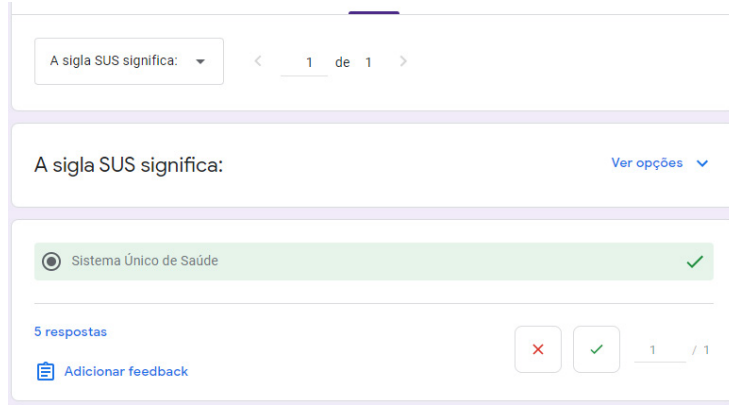 A sigla SUS significa:
1 de 1
A sigla SUS significa:
Ver opções
Sistema Único de Saúde
5 respostas
1 / 1
Adicionar feedback